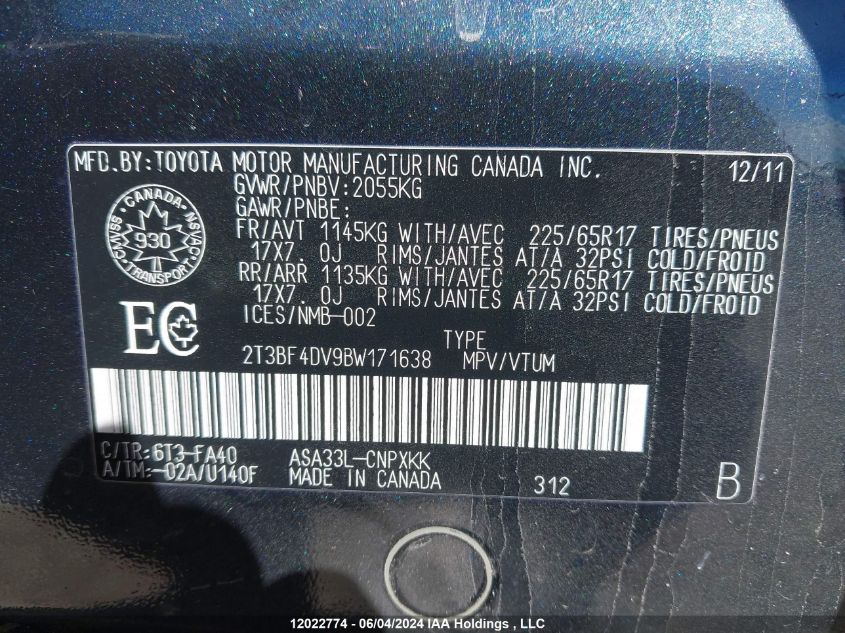 MFD.BY:TOYOTA MOTOR MANUFACTURING CANADA INC. 12/11
GVWR/PNBV:2055KG
GAWR/PNBE:
FR/AVT 1145KG WITH/AVEC 225/65R17 TIRES/PNEUS
17X7.0J RIMS/JANTES AT/A 32PSI COLD/FROID
RR/ARR 1135KG WITH/AVEC 225/65R17 TIRES/PNEUS
17X7.0J RIMS/JANTES AT/A 32PSI COLD/FROID
ICES/NMB-002
CANADA
CMVSS
NSVAC
930
TRANSPORT
EC
TYPE
2T3BF4DV9BW171638 MPV/VTUM
C/TR:6T3-FA40 ASA33L-CNPXKK
A/TM:-02A/U140F MADE IN CANADA 312 B
12022774 - 06/04/2024 IAA Holdings, LLC